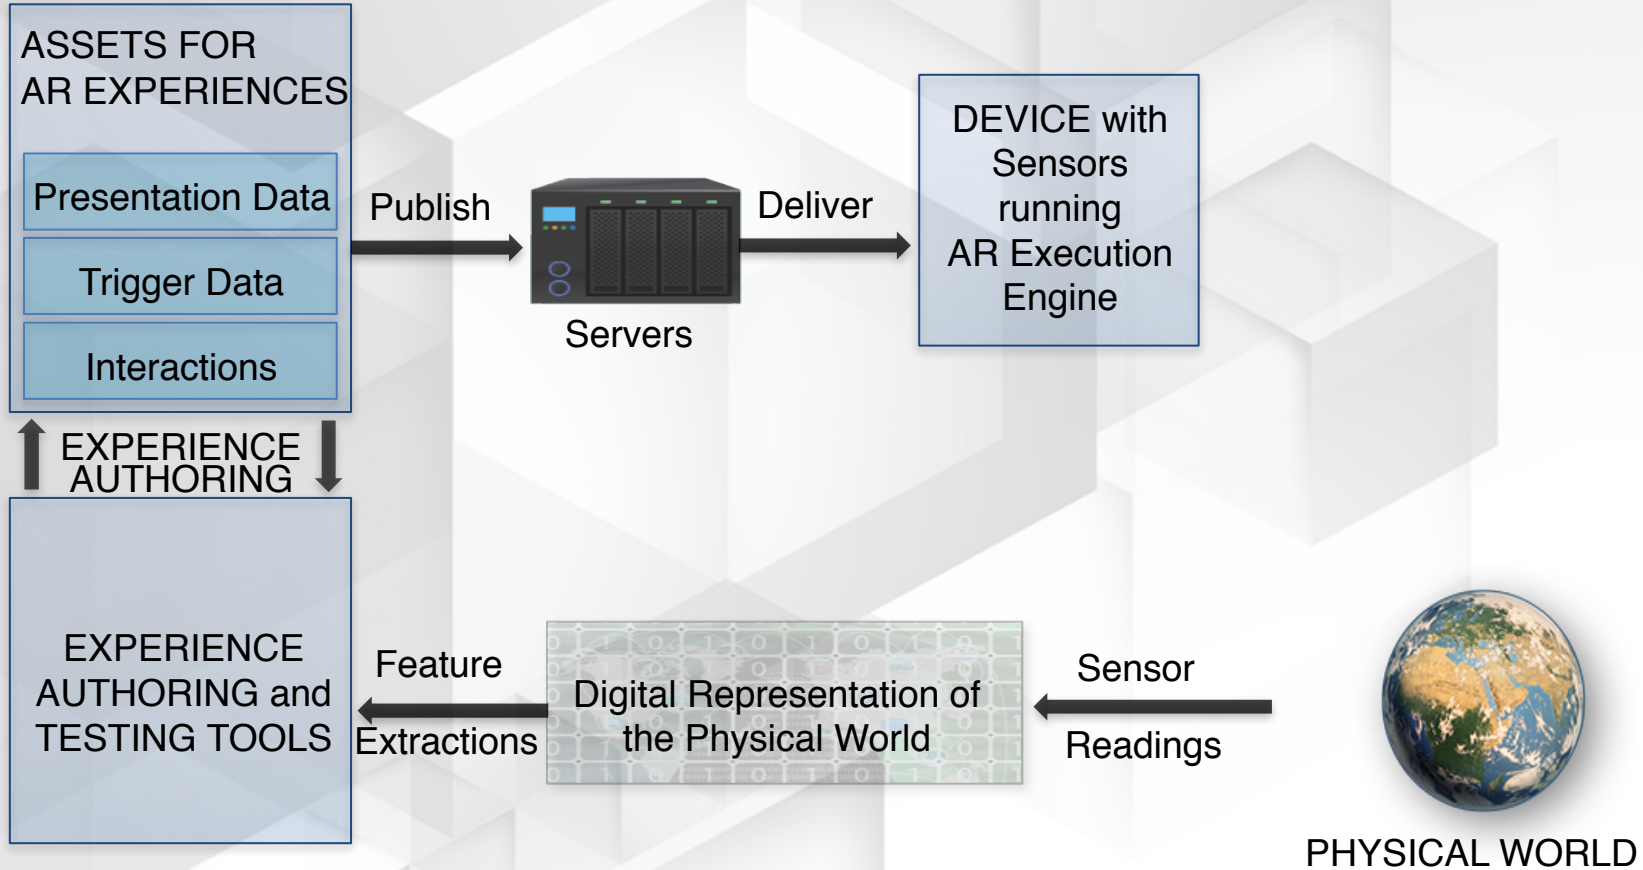 ASSETS FOR
AR EXPERIENCES
Presentation Data
Trigger Data
Interactions
Publish
Servers
Deliver
DEVICE with
Sensors
running
AR Execution
Engine
EXPERIENCE
AUTHORING
EXPERIENCE
AUTHORING and
TESTING TOOLS
Feature
Extractions
Digital Representation of
the Physical World
Sensor
Readings
PHYSICAL WORLD